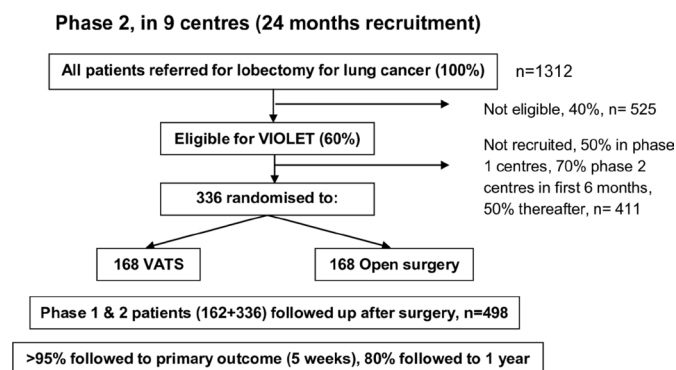 Phase 2, in 9 centres (24 months recruitment)
All patients referred for lobectomy for lung cancer (100%)
n=1312
Not eligible, 40%, n= 525
Eligible for VIOLET (60%)
Not recruited, 50% in phase
1 centres, 70% phase 2
centres in first 6 months,
50% thereafter, n= 411
336 randomised to:
168 VATS
168 Open surgery
Phase 1 & 2 patients (162+336) followed up after surgery, n=498
>95% followed to primary outcome (5 weeks), 80% followed to 1 year